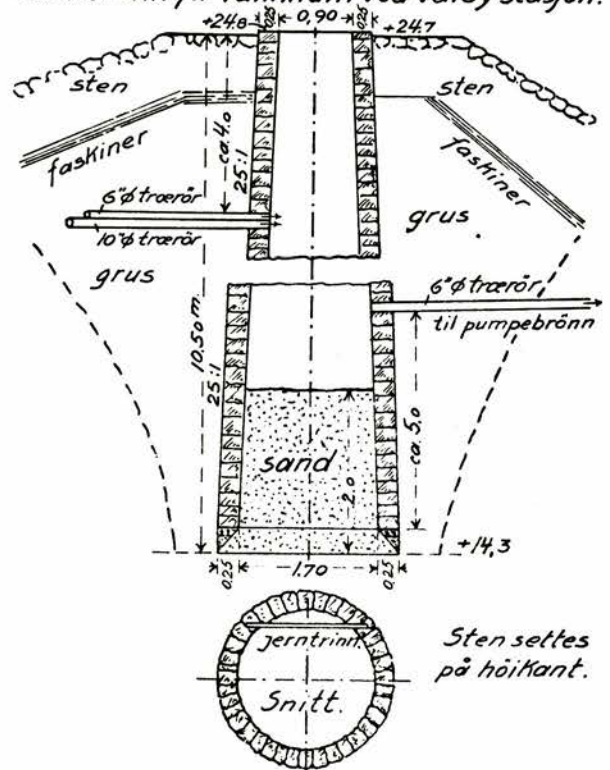 +24.8
0,25
0,90
0,25
+24.7
sten
sten
faskiner
faskiner
ca. 4.0
25:1
6"φ trærör
10"φ trærör
grus
grus
6"φ trærör
til pumpebrönn
10,50 m.
25:1
sand
2.0
ca. 5,0
+14,3
0,25
1.70
0,25
jerntrinn.
Snitt.
Sten settes
på höikant.